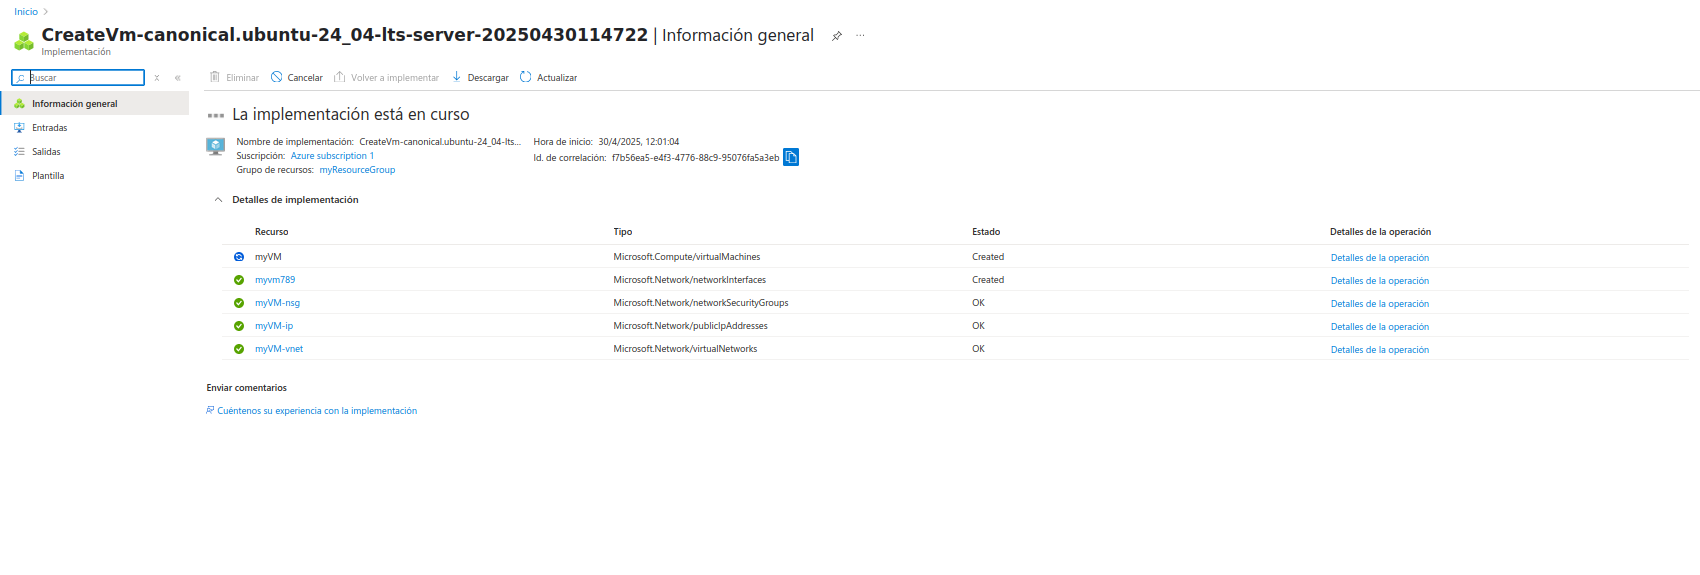 Inicio
CreateVm-canonical.ubuntu-24_04-lts-server-20250430114722 | Información general
Implementación
Buscar
Eliminar Cancelar Volver a implementar Descargar Actualizar
Información general
Entradas
Salidas
Plantilla
La implementación está en curso
Nombre de implementación: CreateVm-canonical.ubuntu-24_04-lts... Hora de inicio: 30/4/2025, 12:01:04
Suscripción: Azure subscription 1 Id. de correlación: f7b56ea5-e4f3-4776-88c9-95076fa5a3eb
Grupo de recursos: myResourceGroup
Detalles de implementación
Recurso Tipo Estado Detalles de la operación
myVM Microsoft.Compute/virtualMachines Created Detalles de la operación
myvm789 Microsoft.Network/networkInterfaces Created Detalles de la operación
myVM-nsg Microsoft.Network/networkSecurityGroups OK Detalles de la operación
myVM-ip Microsoft.Network/publicIpAddresses OK Detalles de la operación
myVM-vnet Microsoft.Network/virtualNetworks OK Detalles de la operación
Enviar comentarios
Cuéntenos su experiencia con la implementación